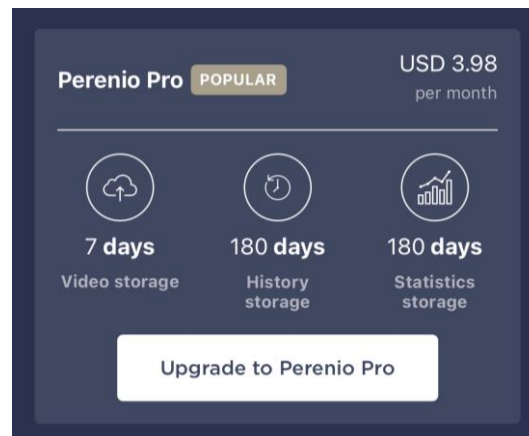 Perenio Pro POPULAR
USD 3.98
per month
7 days
Video storage
180 days
History
storage
180 days
Statistics
storage
Upgrade to Perenio Pro